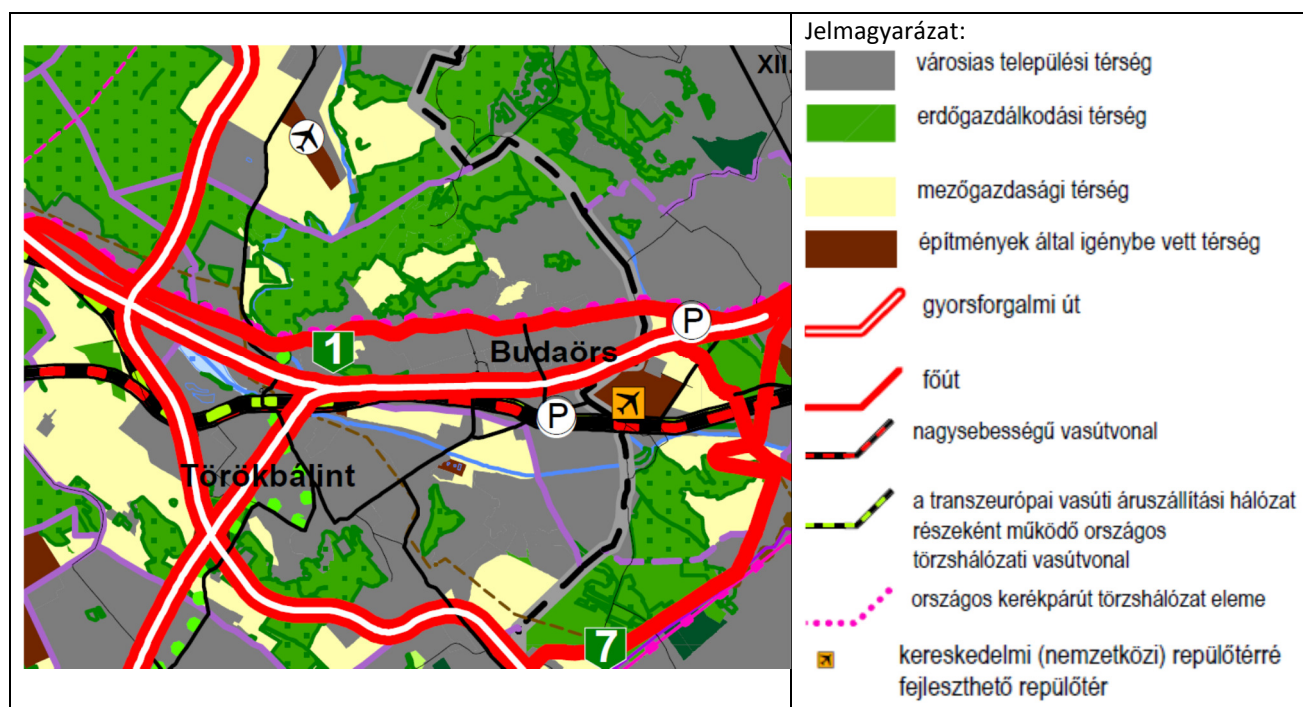 XII.
1
Budaörs
P
P
Törökbálint
7
Jelmagyarázat:
városias települési térség
erdőgazdálkodási térség
mezőgazdasági térség
építmények által igénybe vett térség
gyorsforgalmi út
főút
nagysebességű vasútvonal
a transzeurópai vasúti áruszállítási hálózat
részeként működő országos
törzshálózati vasútvonal
országos kerékpárút törzshálózat eleme
kereskedelmi (nemzetközi) repülőtérré
fejleszthető repülőtér